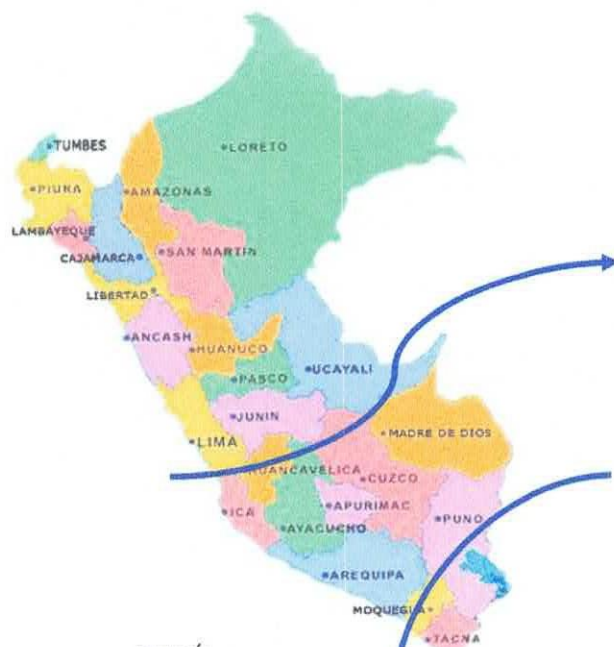 TUMBES
LORETO
PIURA
AMAZONAS
LAMBAYEQUE
SAN MARTIN
CAJAMARCA
LIBERTAD
ANCASH
HUANUCO
UCAYALI
PASCO
JUNIN
MADRE DE DIOS
LIMA
HUANCAVELICA
CUZCO
ICA
APURIMAC
PUNO
AYACUCHO
AREQUIPA
MOQUEGUA
TACNA